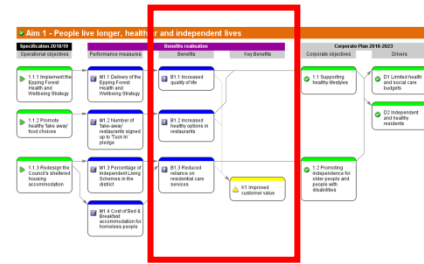 Aim 1 - People live longer, healthier and independent lives
Specification 2018/19
Benefits realisation
Corporate Plan 2018-2023
Operational objectives
Performance measures
Benefits
Key Benefits
Corporate objectives
Drivers
1.1.1 Implement the
Epping Forest
Health and
Wellbeing Strategy
M1.1 Delivery of the
Epping Forest
Health and
Wellbeing Strategy
B1.1 Increased
quality of life
1.1 Supporting
healthy lifestyles
D1 Limited health
and social care
budgets
1.1.2 Promote
healthy 'take away'
food choices
M1.2 Number of
Take-away/
restaurants signed
up to 'Tuck in'
pledge
B1.2 Increased
healthy options in
restaurants
D2 Independent
and healthy
residents
1.1.3 Redesign the
Council's sheltered
housing
accommodation
M1.3 Percentage of
Independent Living
Schemes in the
district
B1.3 Reduced
reliance on
residential care
services
K1 Improved
customer value
1.2 Promoting
independence for
older people and
people with
disabilities
M1.4 Cost of Bed &
Breakfast
accommodation for
homeless people